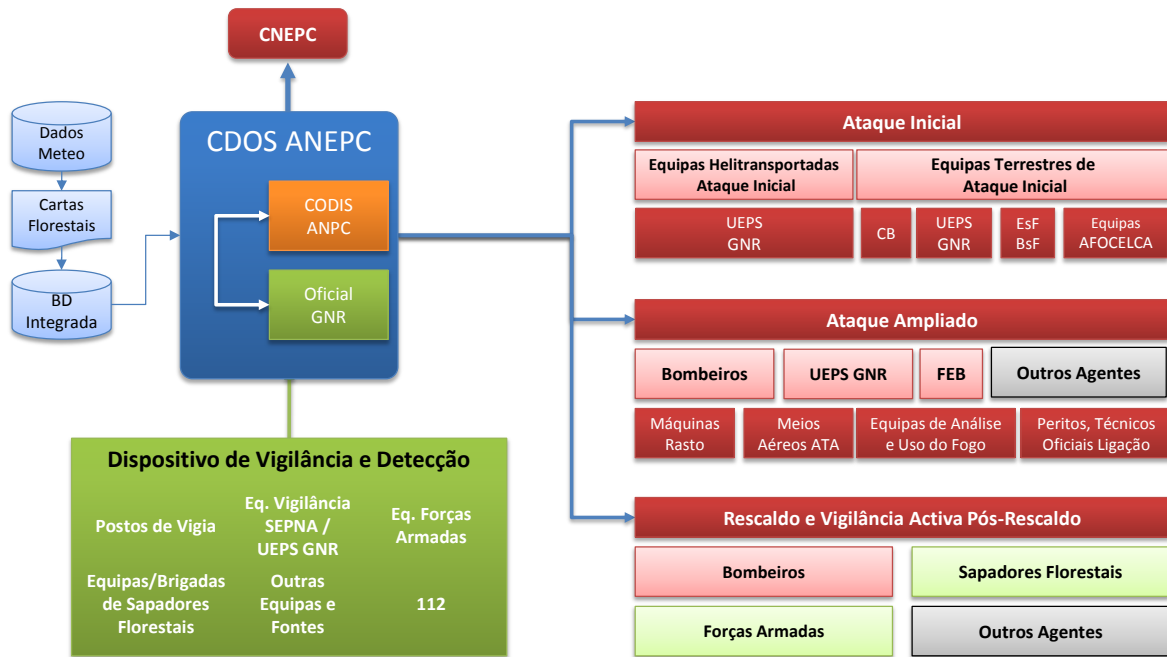 CNEPC
Dados
Meteo
Cartas
Florestais
BD
Integrada
CDOS ANEPC
CODIS
ANPC
Oficial
GNR
Dispositivo de Vigilância e Detecção
Postos de Vigia
Eq. Vigilância
SEPNA /
UEPS GNR
Eq. Forças
Armadas
Equipas/Brigadas
de Sapadores
Florestais
Outras
Equipas e
Fontes
112
Ataque Inicial
Equipas Helitransportadas
Ataque Inicial
Equipas Terrestres de
Ataque Inicial
UEPS
GNR
CB
UEPS
GNR
EsF
BsF
Equipas
AFOCELCA
Ataque Ampliado
Bombeiros
UEPS GNR
FEB
Outros Agentes
Máquinas
Rasto
Meios
Aéreos ATA
Equipas de Análise
e Uso do Fogo
Peritos, Técnicos
Oficiais Ligação
Rescaldo e Vigilância Activa Pós-Rescaldo
Bombeiros
Sapadores Florestais
Forças Armadas
Outros Agentes